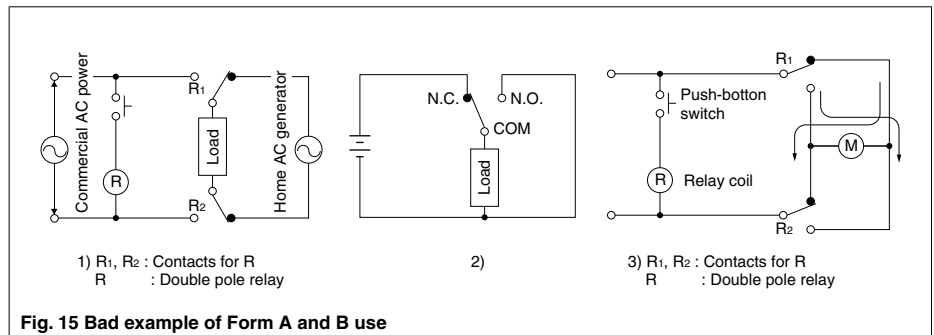 Commercial AC power
R
R1
Load
R2
Home AC generator
N.C.
N.O.
COM
Load
R1
Push-botton
switch
M
R
Relay coil
R2
1) R1, R2 : Contacts for R
R : Double pole relay
2)
3) R1, R2 : Contacts for R
R : Double pole relay
Fig. 15 Bad example of Form A and B use